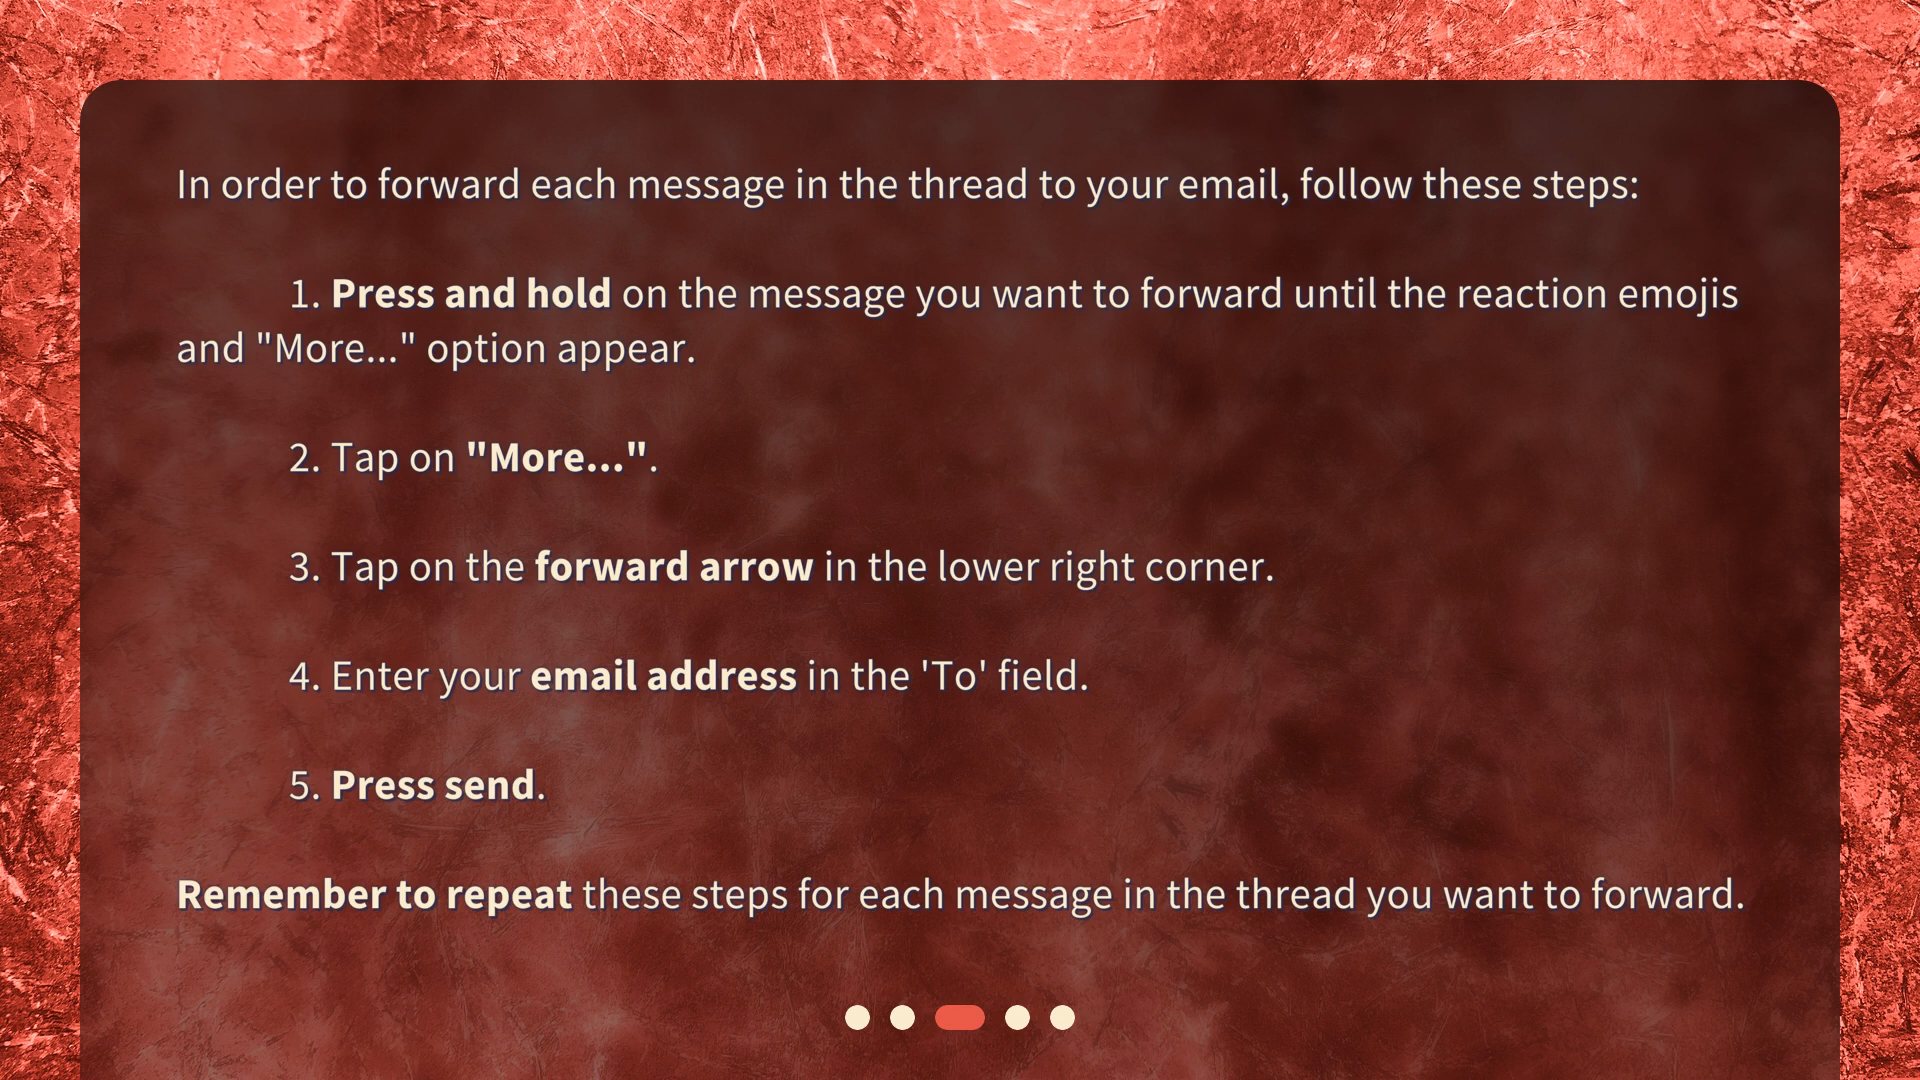 In order to forward each message in the thread to your email, follow these steps:
1. Press and hold on the message you want to forward until the reaction emojis
and "More..." option appear.
2. Tap on "More...".
3. Tap on the forward arrow in the lower right corner.
4. Enter your email address in the 'To' field.
5. Press send.
Remember to repeat these steps for each message in the thread you want to forward.